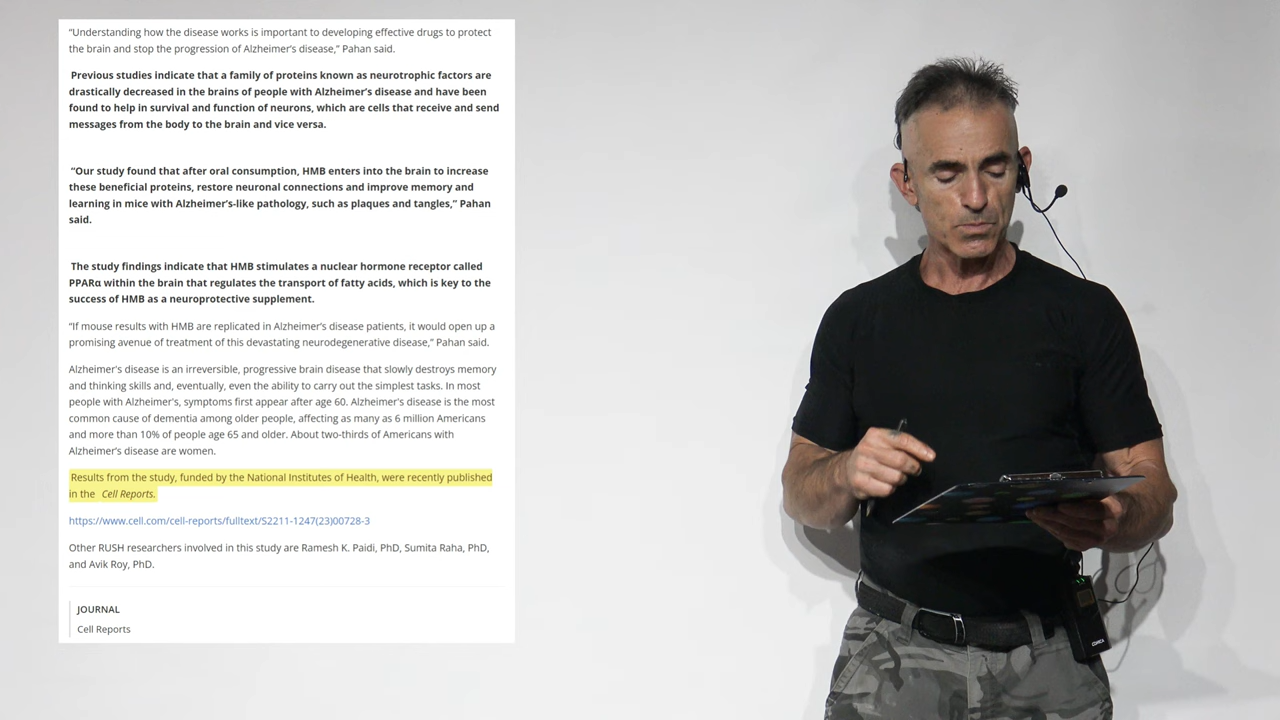 “Understanding how the disease works is important to developing effective drugs to protect
the brain and stop the progression of Alzheimer’s disease,” Pahan said.
Previous studies indicate that a family of proteins known as neurotrophic factors are
drastically decreased in the brains of people with Alzheimer’s disease and have been
found to help in survival and function of neurons, which are cells that receive and send
messages from the body to the brain and vice versa.
“Our study found that after oral consumption, HMB enters into the brain to increase
these beneficial proteins, restore neuronal connections and improve memory and
learning in mice with Alzheimer’s-like pathology, such as plaques and tangles,” Pahan
said.
The study findings indicate that HMB stimulates a nuclear hormone receptor called
PPARα within the brain that regulates the transport of fatty acids, which is key to the
success of HMB as a neuroprotective supplement.
“If mouse results with HMB are replicated in Alzheimer’s disease patients, it would open up a
promising avenue of treatment of this devastating neurodegenerative disease,” Pahan said.
Alzheimer's disease is an irreversible, progressive brain disease that slowly destroys memory
and thinking skills and, eventually, even the ability to carry out the simplest tasks. In most
people with Alzheimer's, symptoms first appear after age 60. Alzheimer's disease is the most
common cause of dementia among older people, affecting as many as 6 million Americans
and more than 10% of people age 65 and older. About two-thirds of Americans with
Alzheimer’s disease are women.
Results from the study, funded by the National Institutes of Health, were recently published
in the Cell Reports.
https://www.cell.com/cell-reports/fulltext/S2211-1247(23)00728-3
Other RUSH researchers involved in this study are Ramesh K. Paidi, PhD, Sumita Raha, PhD,
and Avik Roy, PhD.
JOURNAL
Cell Reports
COMICA